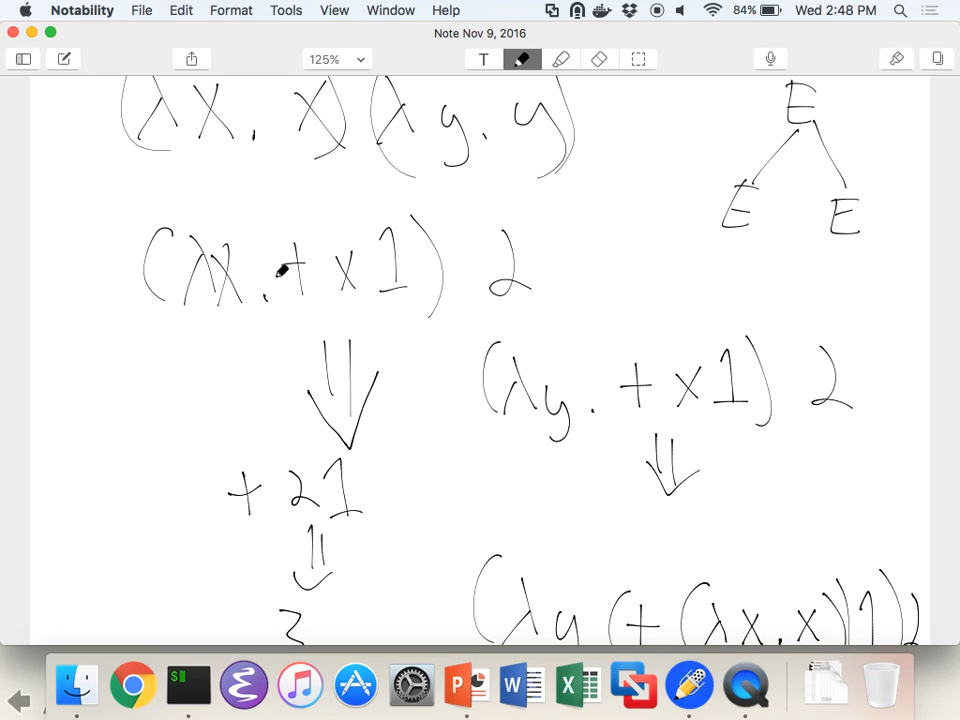 Notability File Edit Format Tools View Window Help 84% Wed 2:48 PM
Note Nov 9, 2016
125% T
(λx. x)(λy. y)
E
E E
(λx. + x 1) 2
(λy. + x 1) 2
+ 2 1
3
(λy (+ (λx.x) 1) 2
$
P W X
CSV